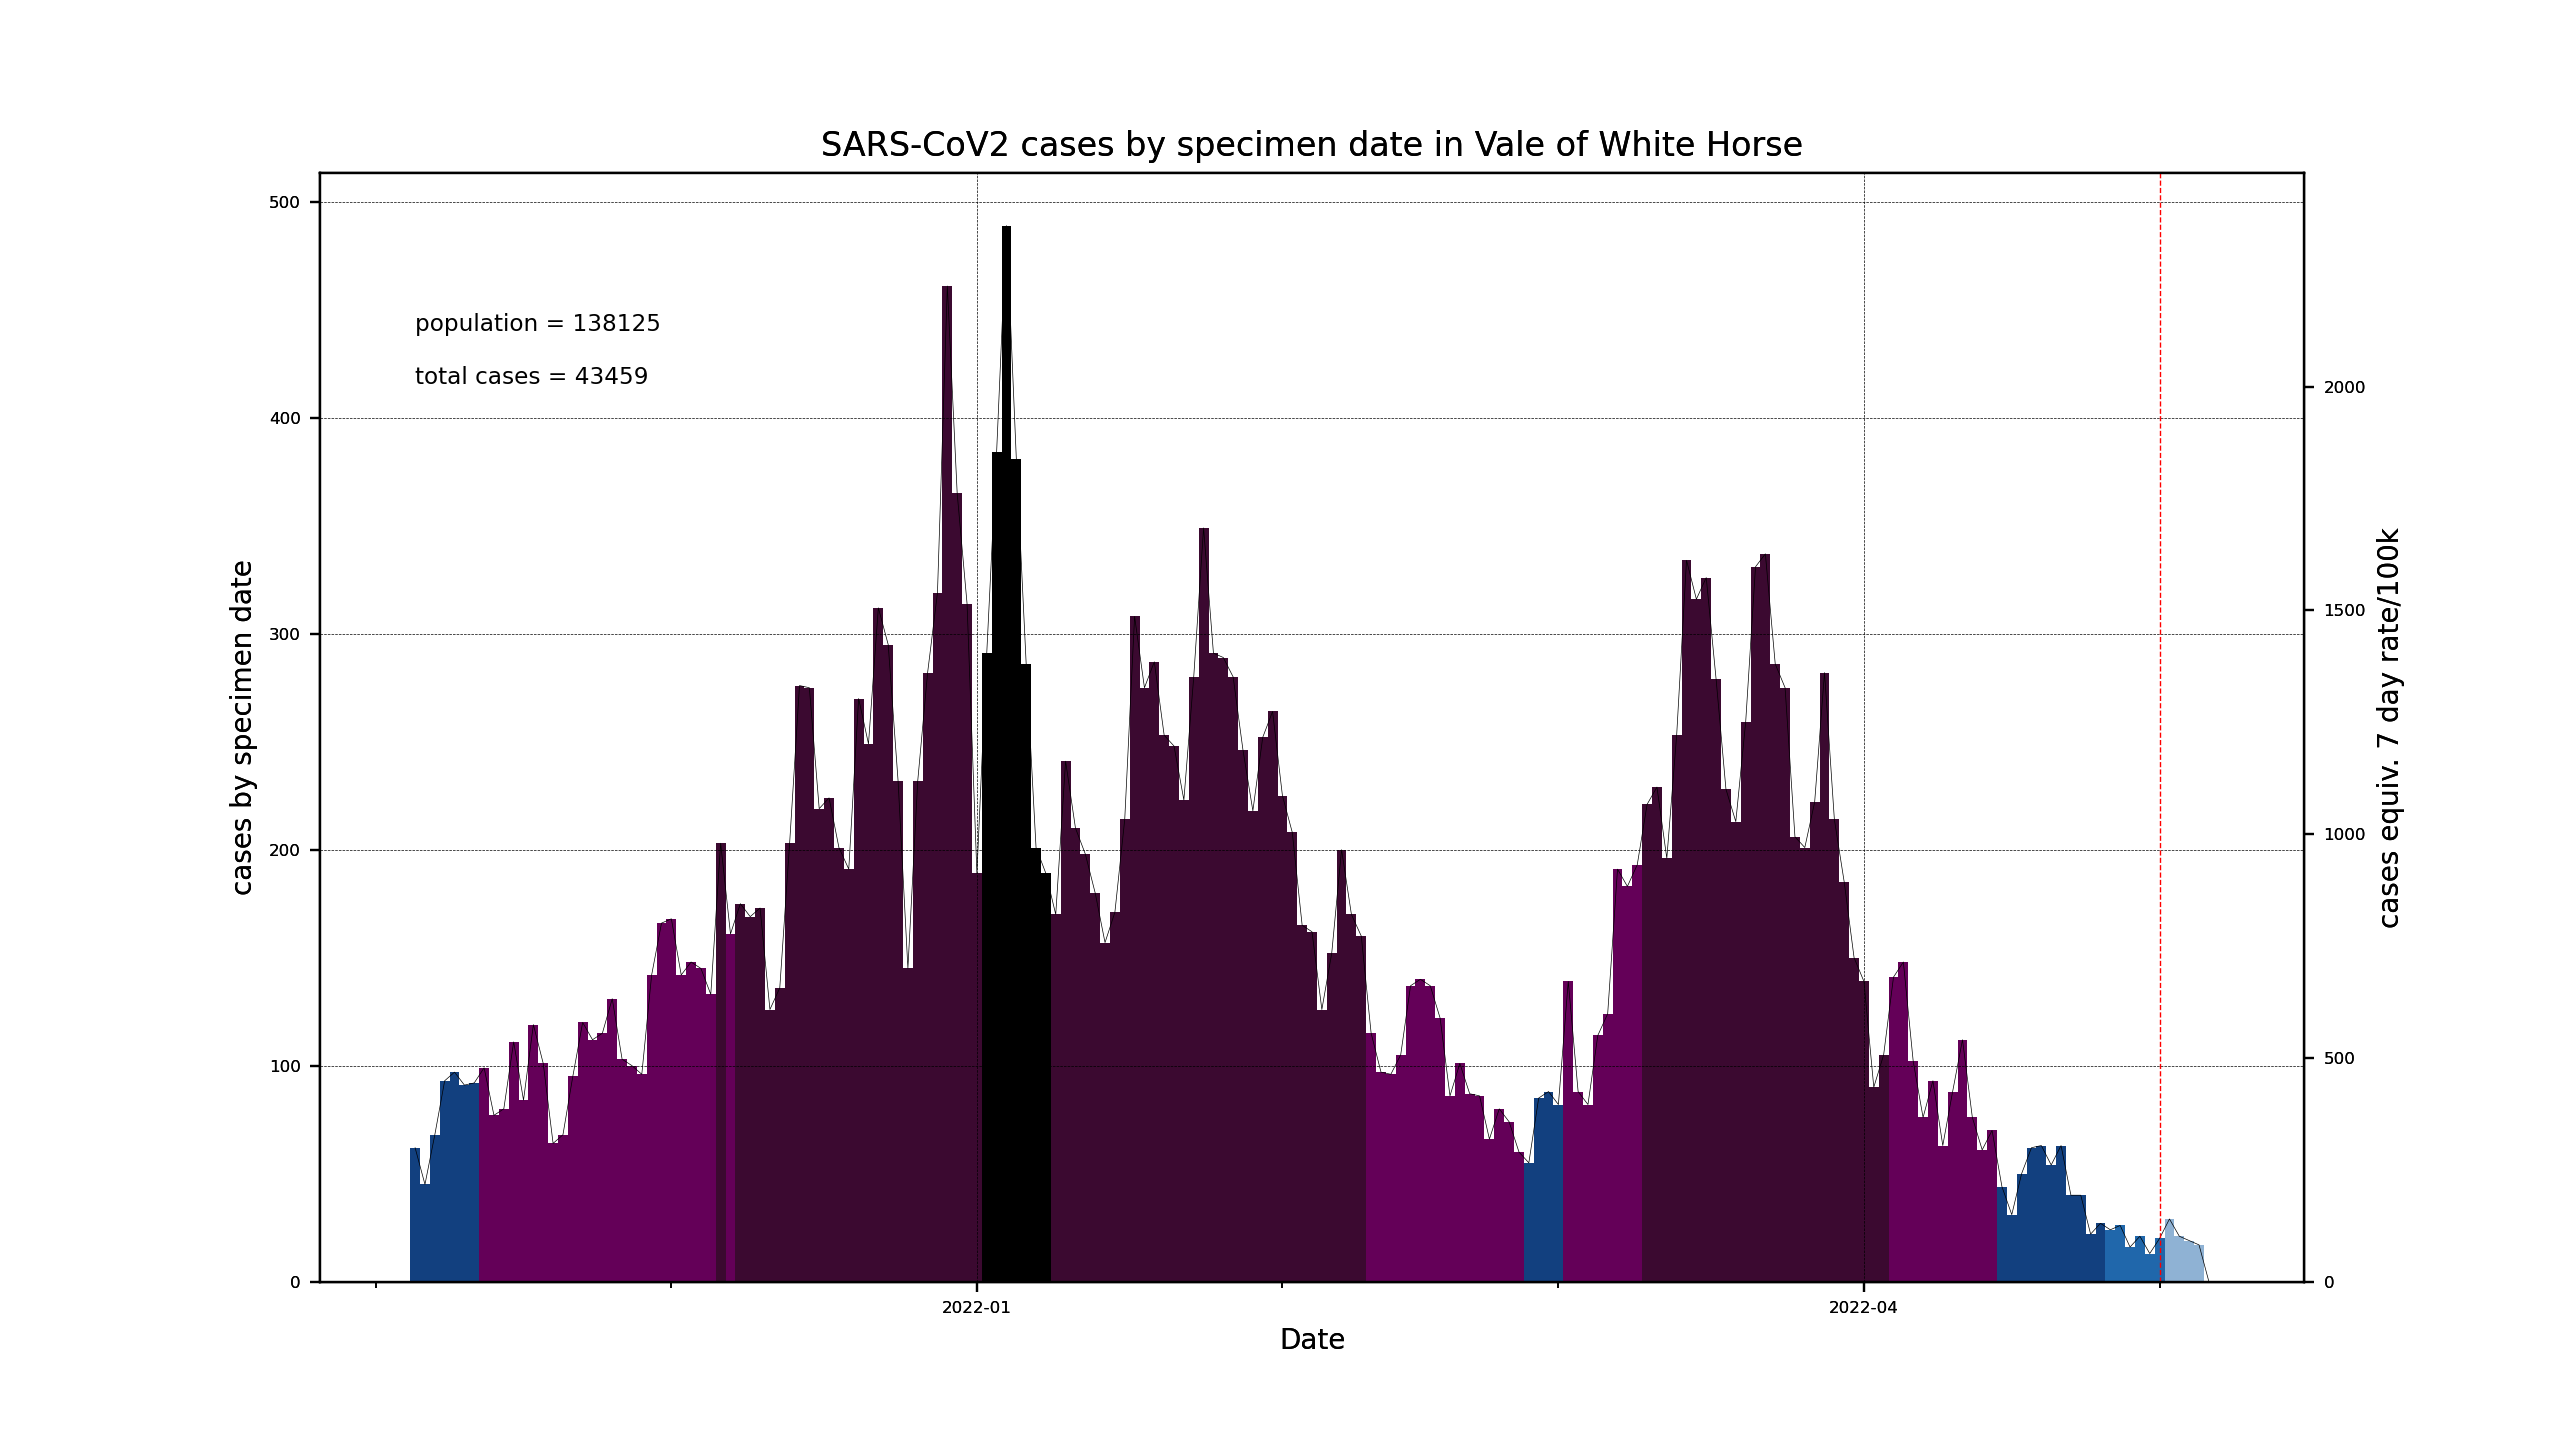 SARS-CoV2 cases by specimen date in Vale of White Horse
population = 138125
total cases = 43459
cases by specimen date
500
400
300
200
100
0
cases equiv. 7 day rate/100k
2000
1500
1000
500
0
2022-01
2022-04
Date